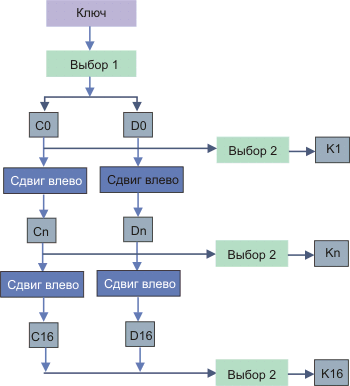 Ключ
Выбор 1
C0 D0
Выбор 2 K1
Сдвиг влево Сдвиг влево
Cn Dn
Выбор 2 Kn
Сдвиг влево Сдвиг влево
C16 D16
Выбор 2 K16